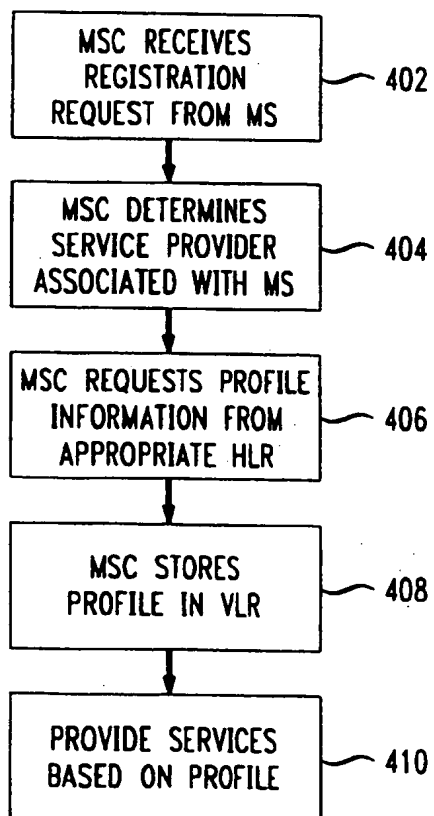 MSC RECEIVES
REGISTRATION
REQUEST FROM MS
402
MSC DETERMINES
SERVICE PROVIDER
ASSOCIATED WITH MS
404
MSC REQUESTS PROFILE
INFORMATION FROM
APPROPRIATE HLR
406
MSC STORES
PROFILE IN VLR
408
PROVIDE SERVICES
BASED ON PROFILE
410